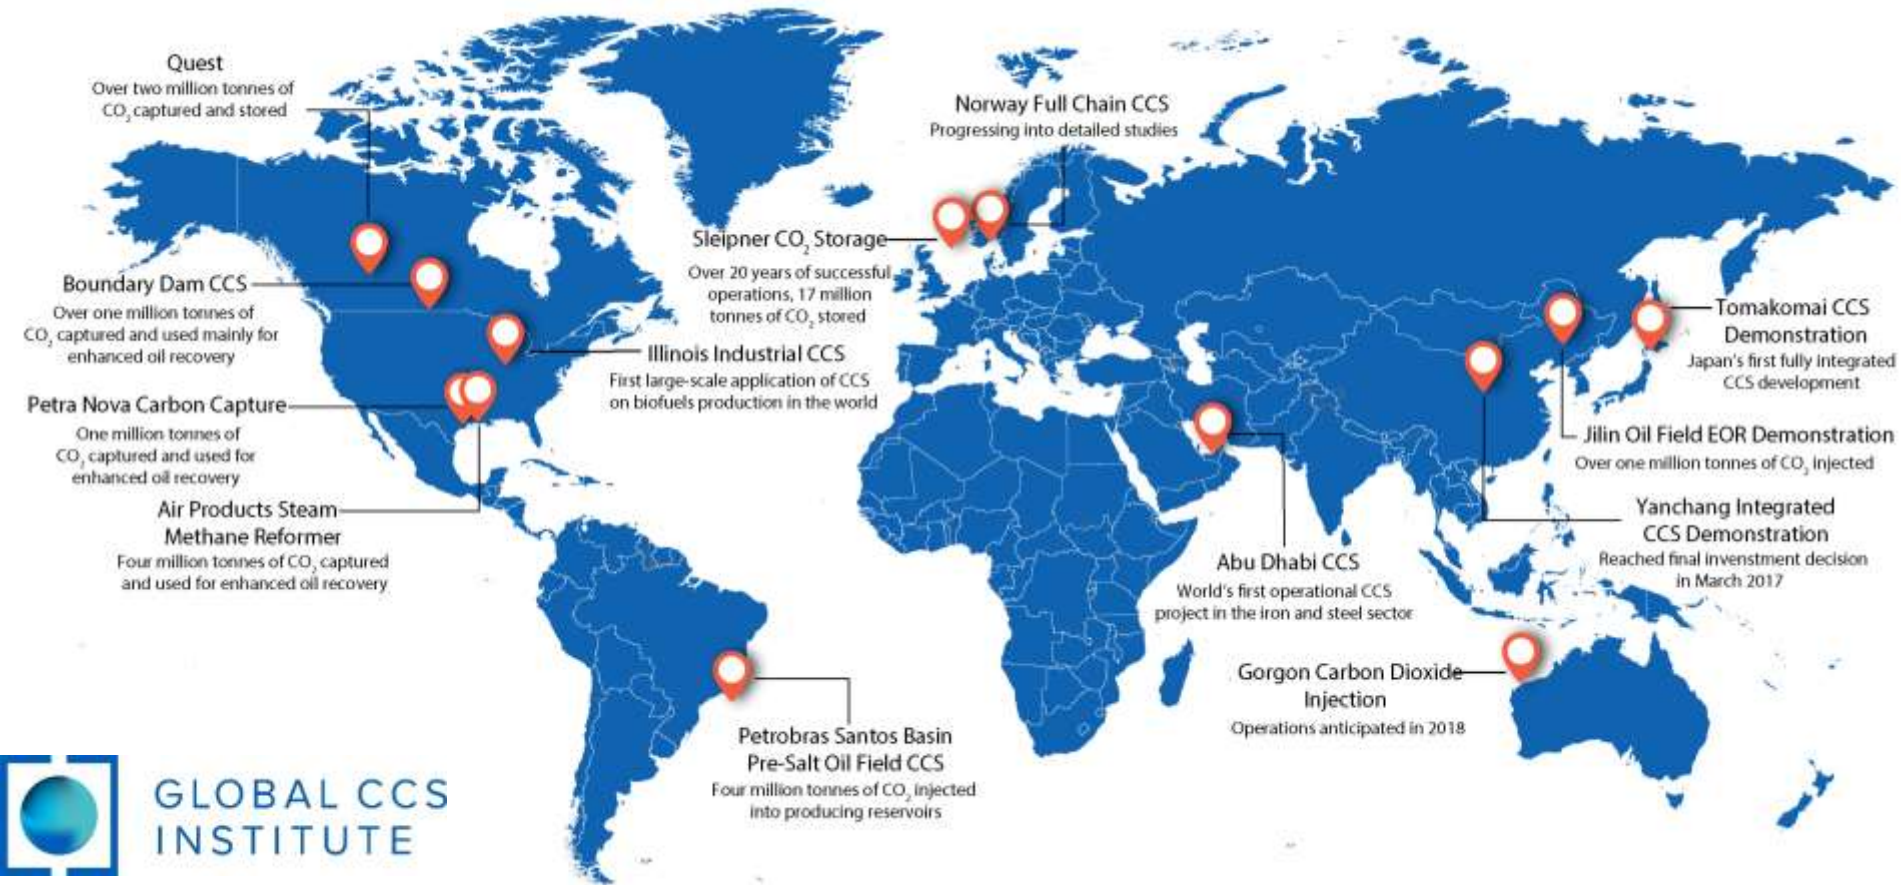 Quest
Over two million tonnes of
CO₂ captured and stored
Boundary Dam CCS
Over one million tonnes of
CO₂ captured and used mainly for
enhanced oil recovery
Petra Nova Carbon Capture
One million tonnes of
CO₂ captured and used for
enhanced oil recovery
Air Products Steam
Methane Reformer
Four million tonnes of CO₂ captured
and used for enhanced oil recovery
Illinois Industrial CCS
First large-scale application of CCS
on biofuels production in the world
Norway Full Chain CCS
Progressing into detailed studies
Sleipner CO₂ Storage
Over 20 years of successful
operations, 17 million
tonnes of CO₂ stored
Petrobras Santos Basin
Pre-Salt Oil Field CCS
Four million tonnes of CO₂ injected
into producing reservoirs
Abu Dhabi CCS
World's first operational CCS
project in the iron and steel sector
Gorgon Carbon Dioxide
Injection
Operations anticipated in 2018
Tomakomai CCS
Demonstration
Japan's first fully integrated
CCS development
Jilin Oil Field EOR Demonstration
Over one million tonnes of CO₂ injected
Yanchang Integrated
CCS Demonstration
Reached final invenstment decision
in March 2017
GLOBAL CCS
INSTITUTE